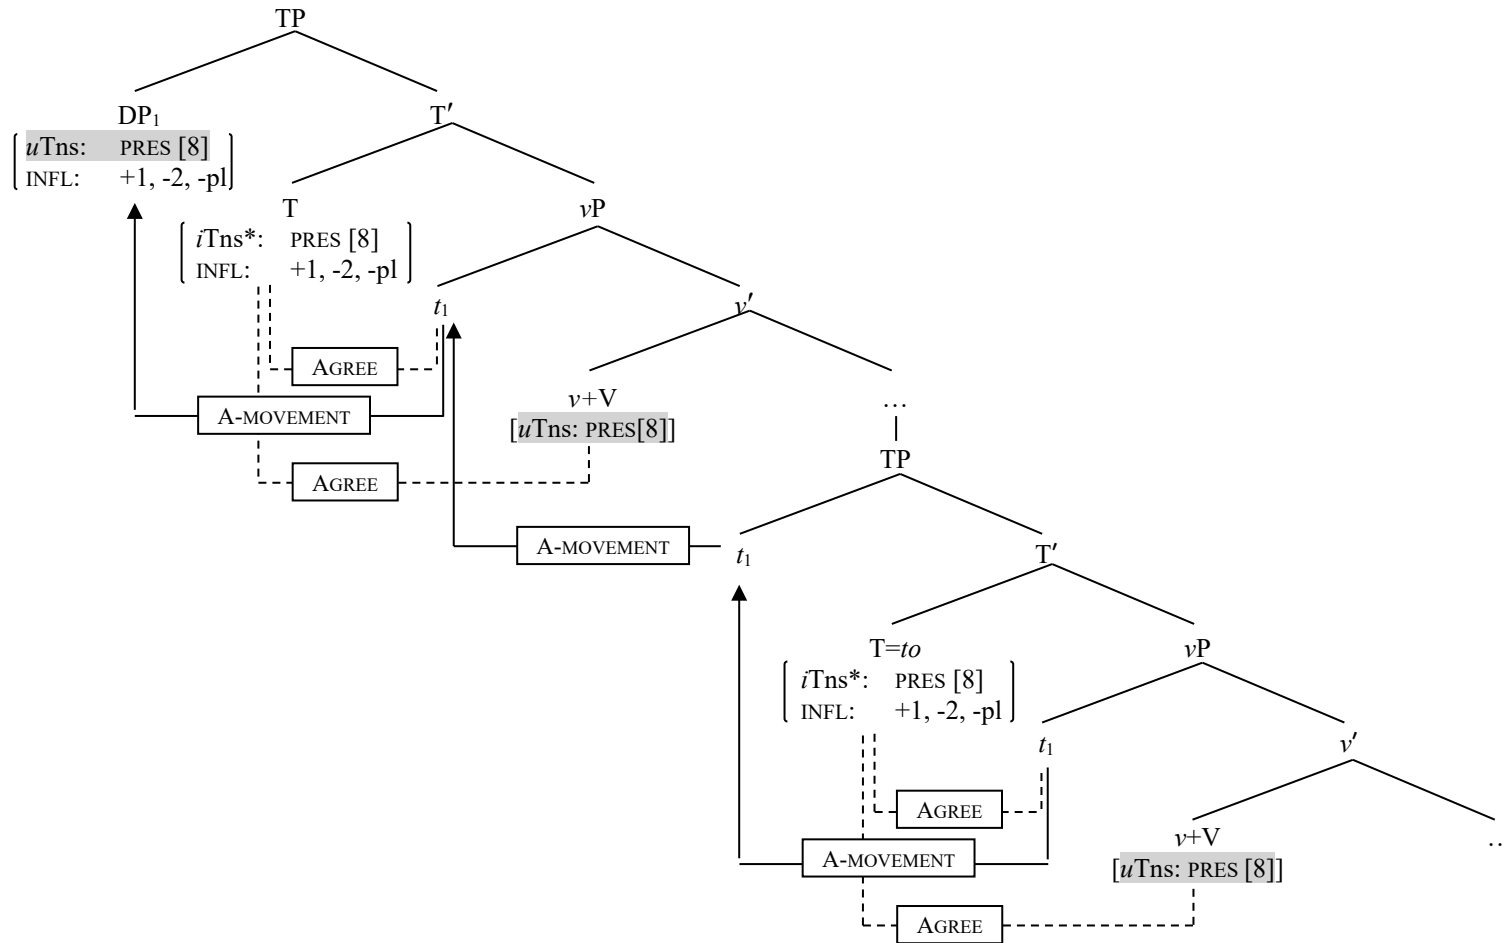 TP
DP₁
T′
uTns: PRES [8]
INFL: +1, -2, -pl
T
vP
iTns*: PRES [8]
INFL: +1, -2, -pl
t₁
v′
AGREE
v+V
…
A-MOVEMENT
[uTns: PRES[8]]
TP
AGREE
A-MOVEMENT
t₁
T′
T=to
vP
iTns*: PRES [8]
INFL: +1, -2, -pl
t₁
v′
AGREE
v+V
..
A-MOVEMENT
[uTns: PRES [8]]
AGREE